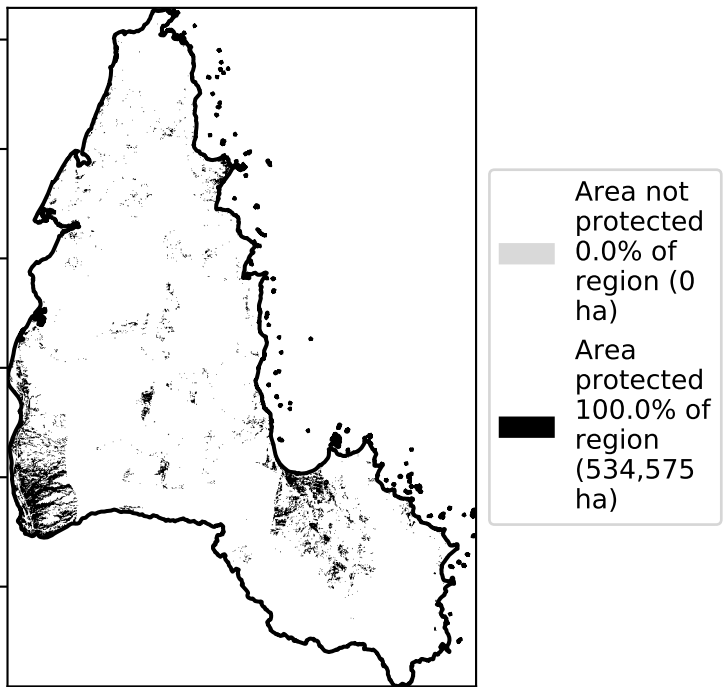 Area not
protected
0.0% of
region (0
ha)
Area
protected
100.0% of
region
(534,575
ha)